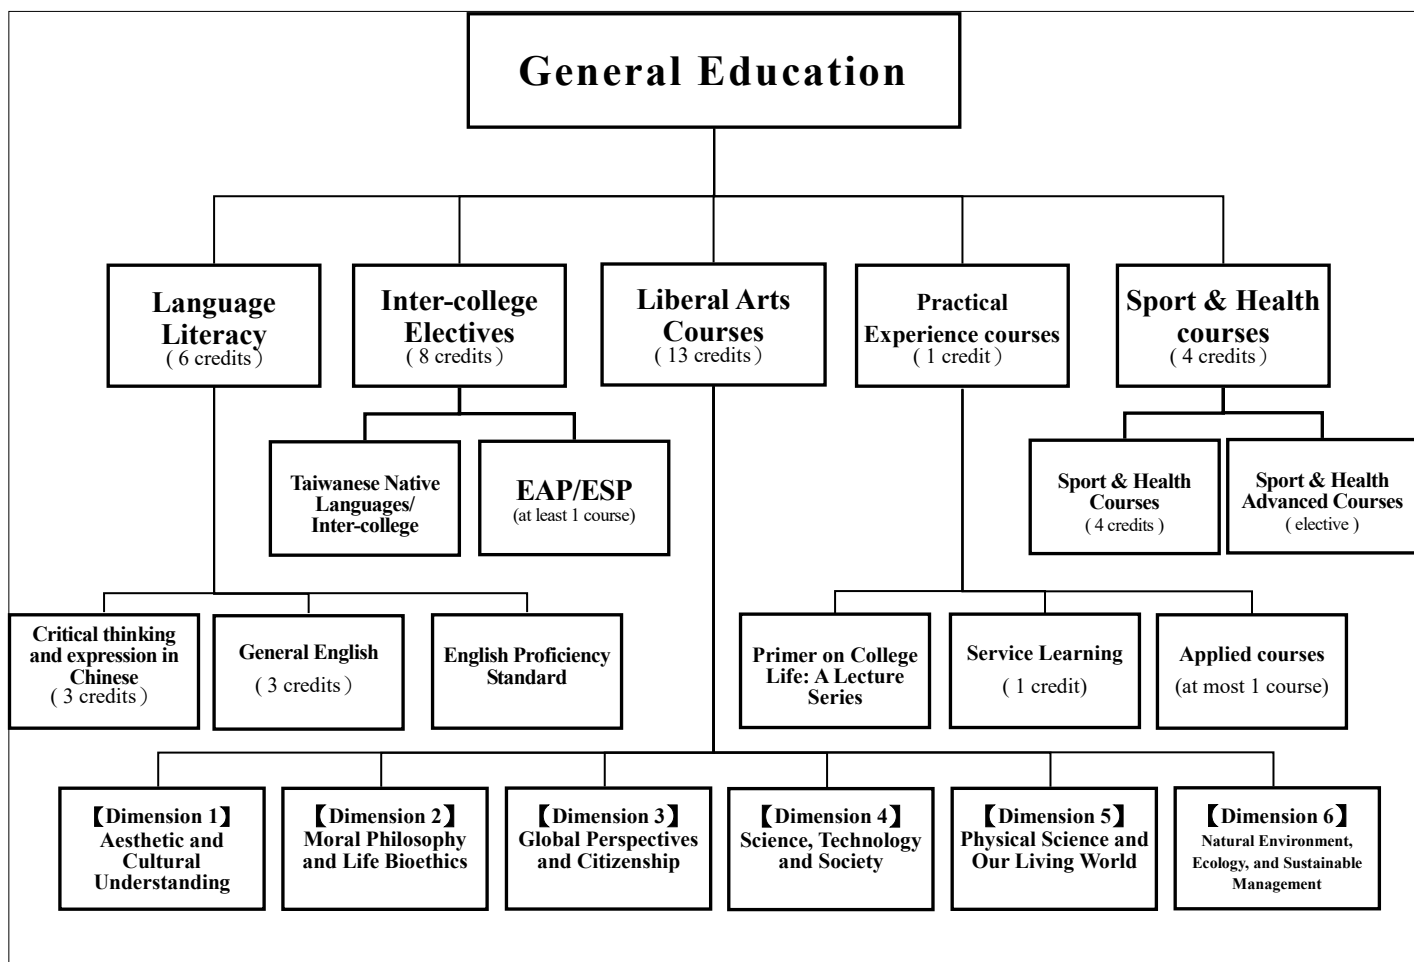 General Education
Language
Literacy
( 6 credits )
Inter-college
Electives
( 8 credits )
Liberal Arts
Courses
( 13 credits )
Practical
Experience courses
( 1 credit )
Sport & Health
courses
( 4 credits )
Taiwanese Native
Languages/
Inter-college
EAP/ESP
(at least 1 course)
Sport & Health
Courses
( 4 credits )
Sport & Health
Advanced Courses
( elective )
Critical thinking
and expression in
Chinese
( 3 credits )
General English
( 3 credits )
English Proficiency
Standard
Primer on College
Life: A Lecture
Series
Service Learning
( 1 credit)
Applied courses
(at most 1 course)
【Dimension 1】
Aesthetic and
Cultural
Understanding
【Dimension 2】
Moral Philosophy
and Life Bioethics
【Dimension 3】
Global Perspectives
and Citizenship
【Dimension 4】
Science, Technology
and Society
【Dimension 5】
Physical Science and
Our Living World
【Dimension 6】
Natural Environment,
Ecology, and Sustainable
Management